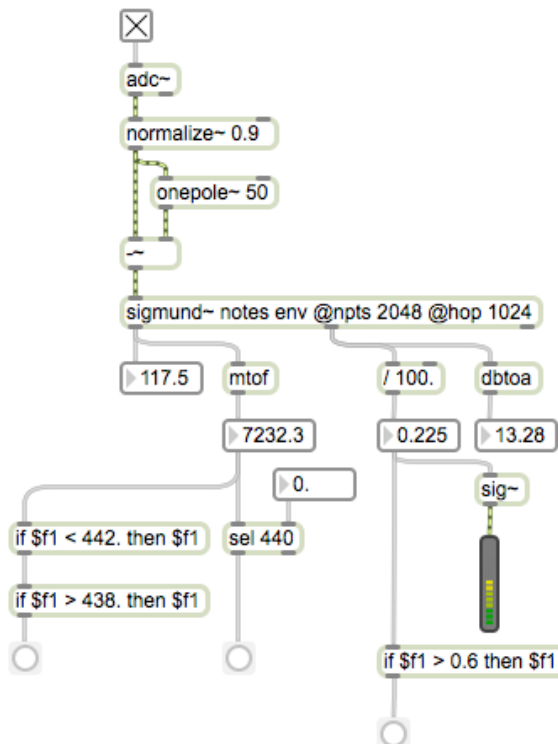 adc~
normalize~ 0.9
onepole~ 50
-~
sigmund~ notes env @npts 2048 @hop 1024
117.5
mtof
/ 100.
dbtoa
7232.3
0.225
13.28
0.
sig~
if $f1 < 442. then $f1
sel 440
if $f1 > 438. then $f1
if $f1 > 0.6 then $f1